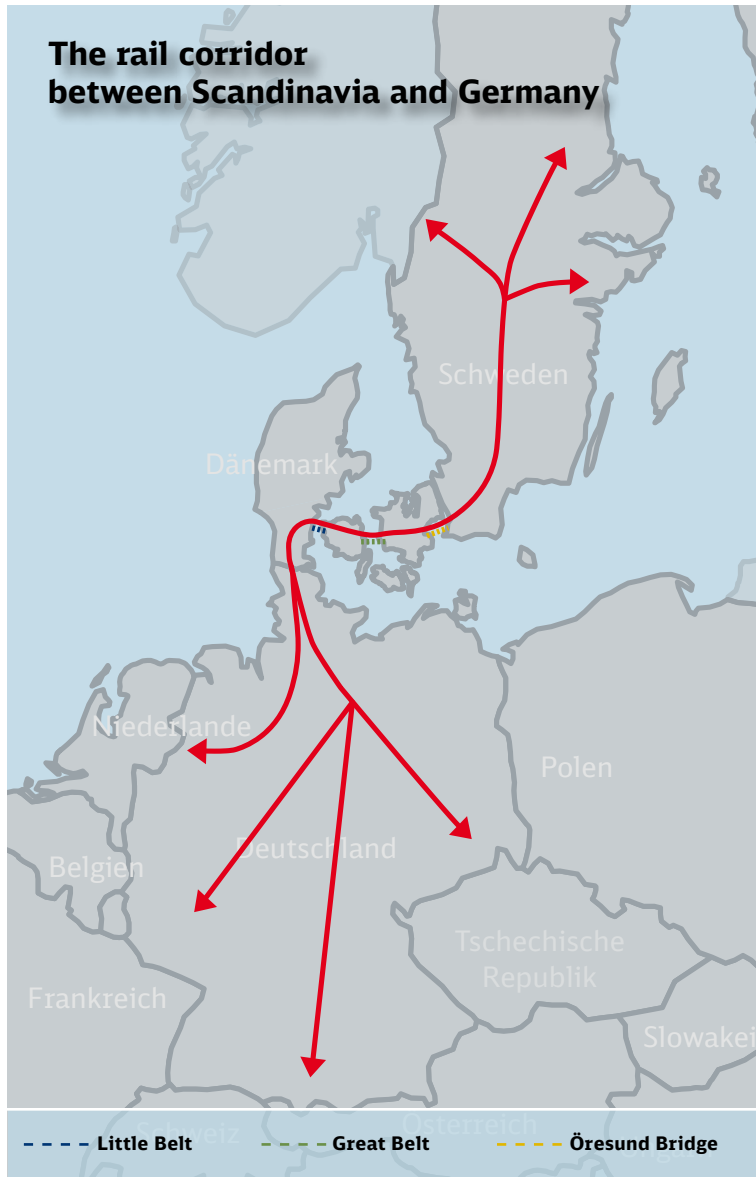 The rail corridor
between Scandinavia and Germany
Schweden
Dänemark
Niederlande
Polen
Deutschland
Belgien
Tschechische
Republik
Frankreich
Slowakei
Schweiz
Österreich
Little Belt
Great Belt
Öresund Bridge